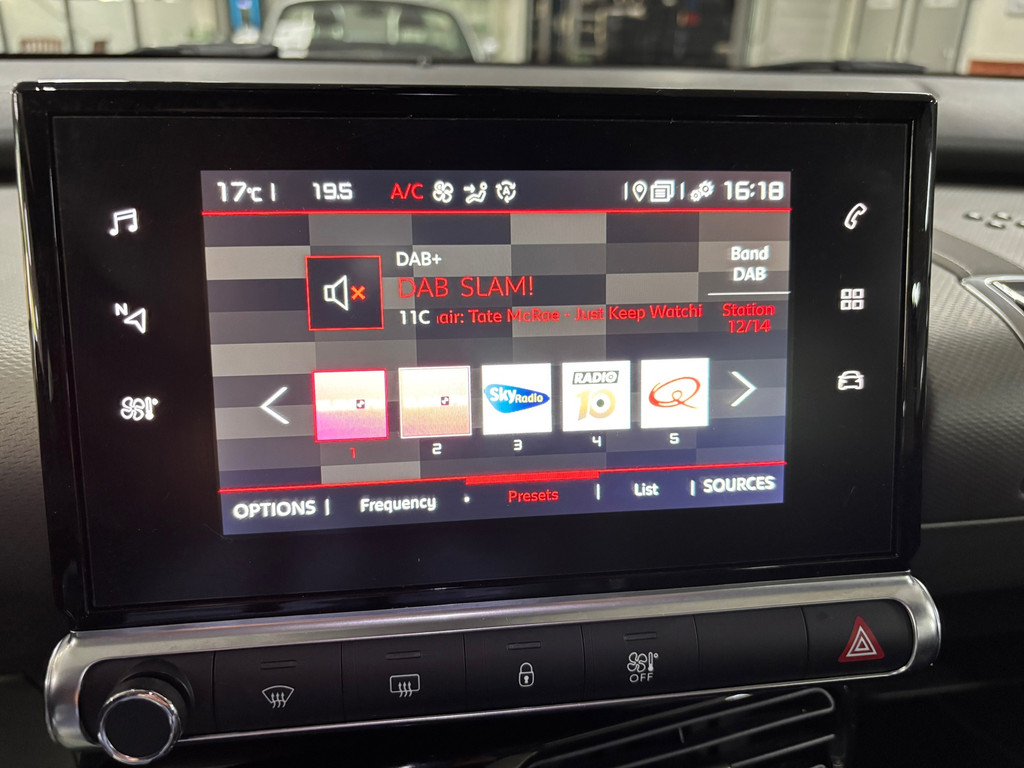 17°C 19.5 A/C 16:18
DAB+
Band
DAB
DAB SLAM!
11C air: Tate McRae - Just Keep Watchi
Station
12/14
N
Sky Radio
RADIO
10
Q
1 2 3 4 5
OPTIONS Frequency Presets List SOURCES
OFF